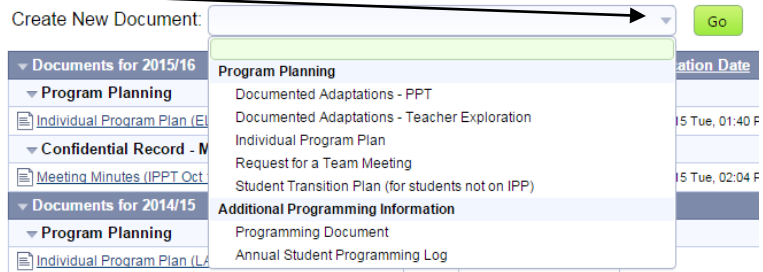 Create New Document: Go
Documents for 2015/16 ation Date
Program Planning
Program Planning
Documented Adaptations - PPT
Individual Program Plan (EL
Documented Adaptations - Teacher Exploration
15 Tue, 01:40 P
Individual Program Plan
Confidential Record - M
Request for a Team Meeting
Meeting Minutes (IPPT Oct
Student Transition Plan (for students not on IPP)
15 Tue, 02:04 P
Documents for 2014/15
Additional Programming Information
Program Planning
Programming Document
Individual Program Plan (LA
Annual Student Programming Log